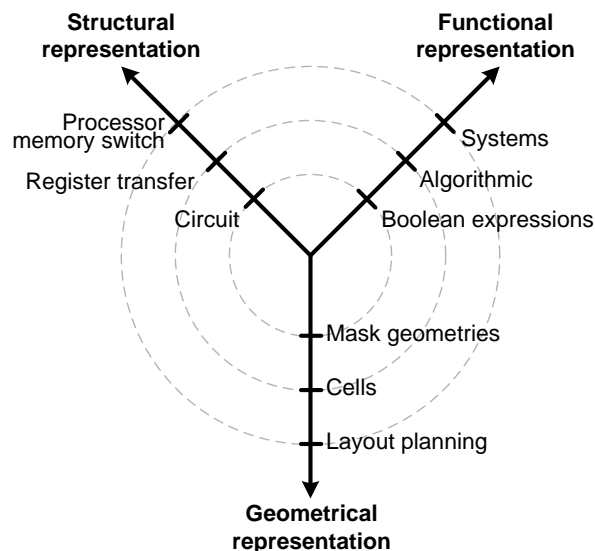 Structural
representation
Functional
representation
Processor
memory switch
Systems
Register transfer
Algorithmic
Circuit
Boolean expressions
Mask geometries
Cells
Layout planning
Geometrical
representation